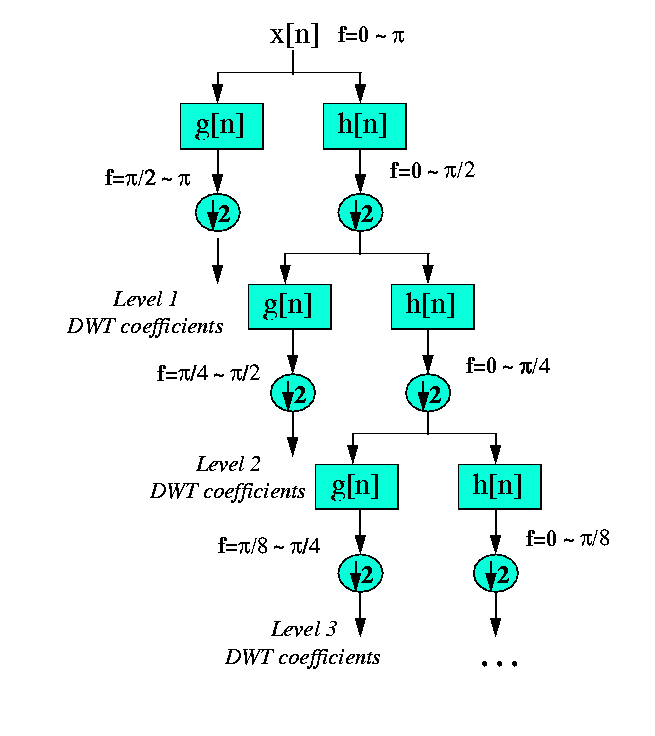 x[n] f=0 ~ π
g[n] h[n]
f=π/2 ~ π f=0 ~ π/2
↓2 ↓2
Level 1
DWT coefficients
g[n] h[n]
f=π/4 ~ π/2 f=0 ~ π/4
↓2 ↓2
Level 2
DWT coefficients
g[n] h[n]
f=π/8 ~ π/4 f=0 ~ π/8
↓2 ↓2
Level 3
DWT coefficients
...